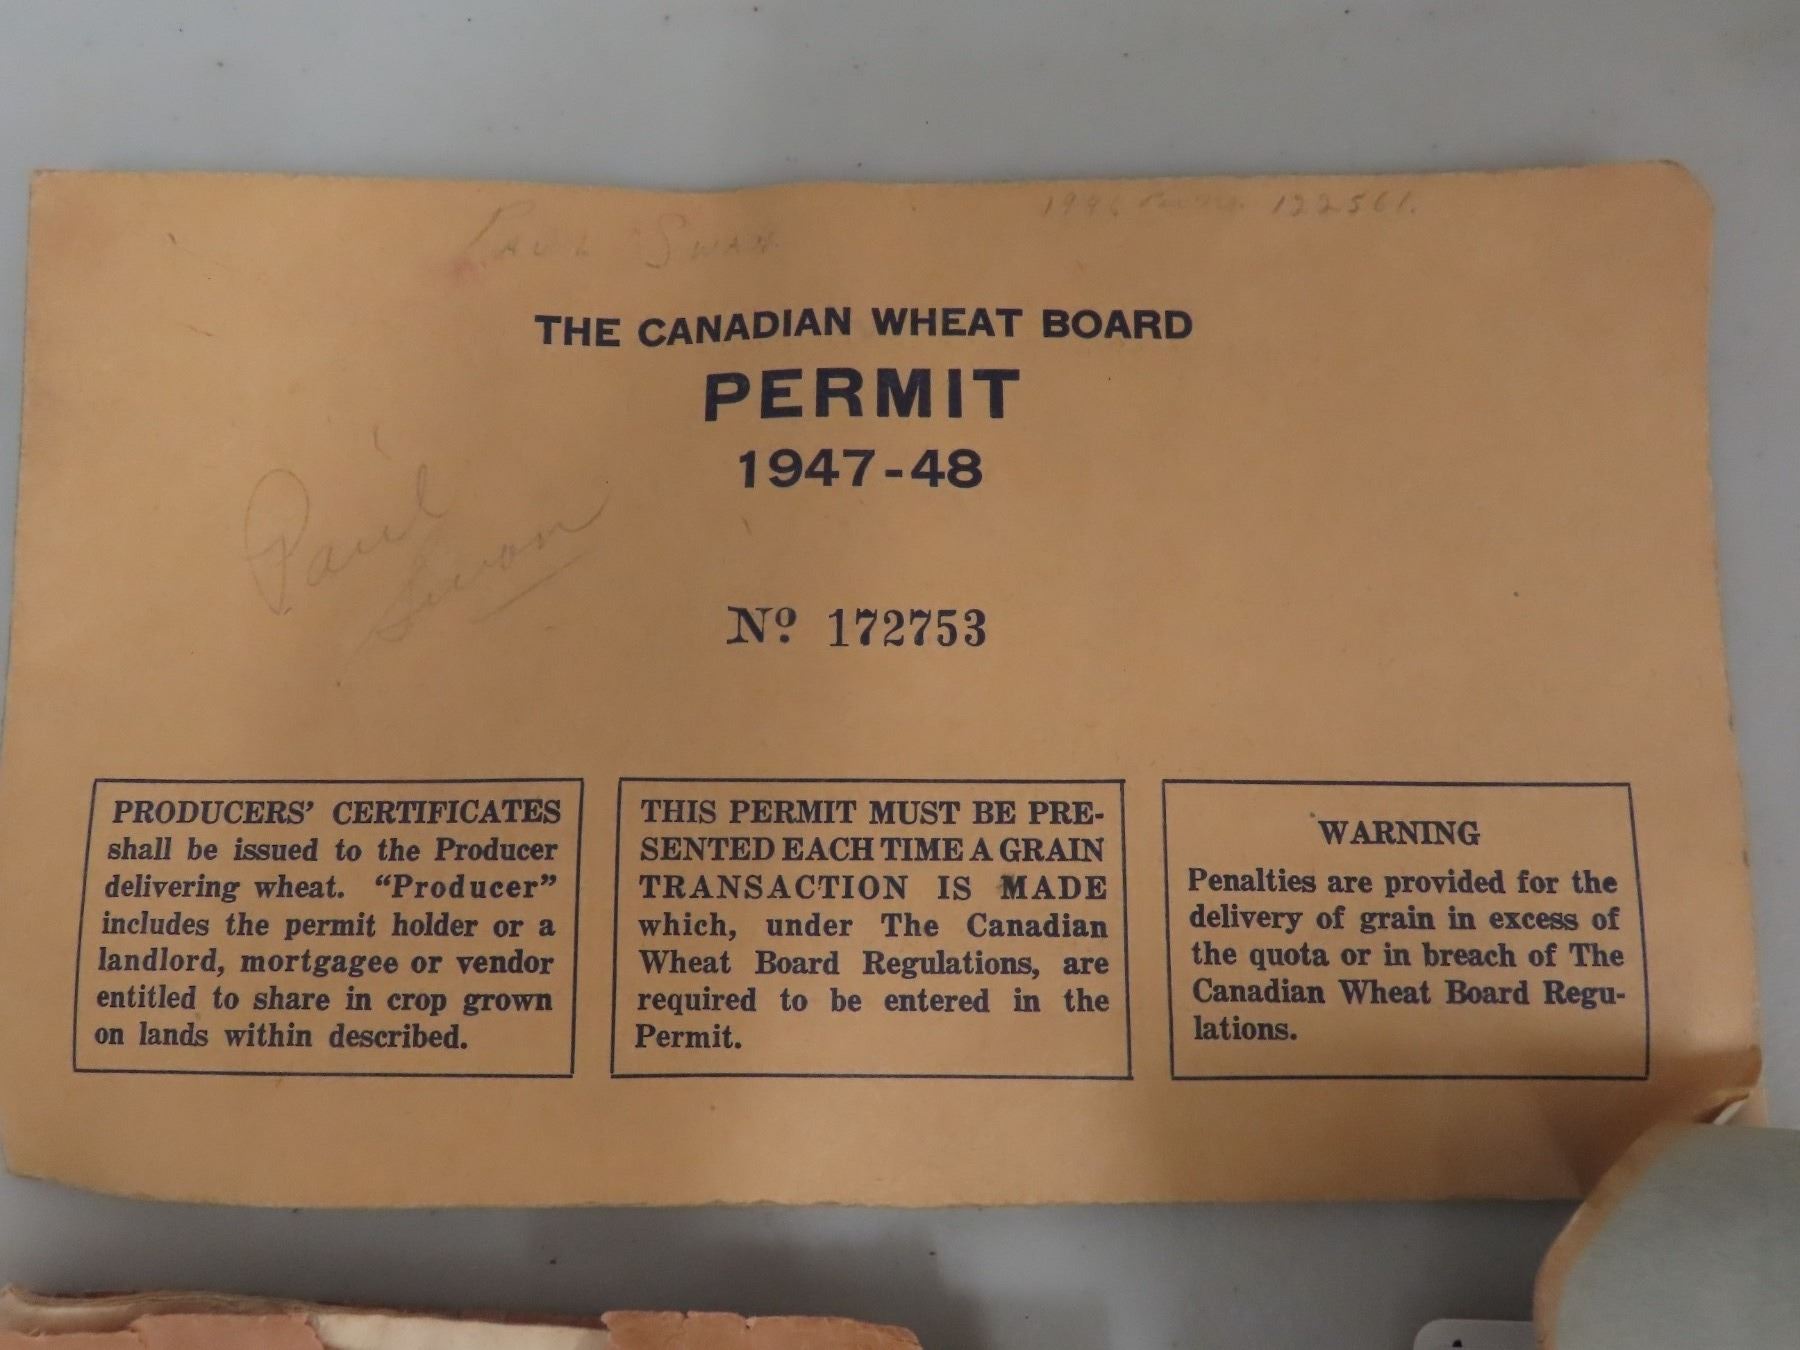 Paul Swan
122561.
THE CANADIAN WHEAT BOARD
PERMIT
1947-48
Paul
Swan
Nº 172753
PRODUCERS' CERTIFICATES
shall be issued to the Producer
delivering wheat. "Producer"
includes the permit holder or a
landlord, mortgagee or vendor
entitled to share in crop grown
on lands within described.
THIS PERMIT MUST BE PRE-
SENTED EACH TIME A GRAIN
TRANSACTION IS MADE
which, under The Canadian
Wheat Board Regulations, are
required to be entered in the
Permit.
WARNING
Penalties are provided for the
delivery of grain in excess of
the quota or in breach of The
Canadian Wheat Board Regu-
lations.